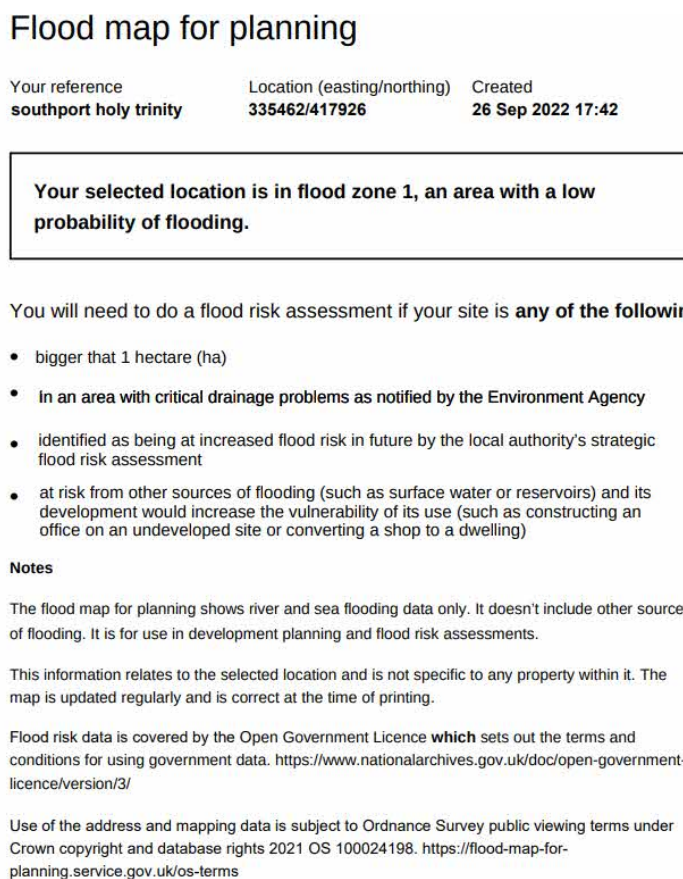 Flood map for planning
Your reference
Location (easting/northing)
Created
southport holy trinity
335462/417926
26 Sep 2022 17:42
Your selected location is in flood zone 1, an area with a low
probability of flooding.
You will need to do a flood risk assessment if your site is any of the followin
• bigger that 1 hectare (ha)
• In an area with critical drainage problems as notified by the Environment Agency
• identified as being at increased flood risk in future by the local authority's strategic
flood risk assessment
• at risk from other sources of flooding (such as surface water or reservoirs) and its
development would increase the vulnerability of its use (such as constructing an
office on an undeveloped site or converting a shop to a dwelling)
Notes
The flood map for planning shows river and sea flooding data only. It doesn't include other source
of flooding. It is for use in development planning and flood risk assessments.
This information relates to the selected location and is not specific to any property within it. The
map is updated regularly and is correct at the time of printing.
Flood risk data is covered by the Open Government Licence which sets out the terms and
conditions for using government data. https://www.nationalarchives.gov.uk/doc/open-government-
licence/version/3/
Use of the address and mapping data is subject to Ordnance Survey public viewing terms under
Crown copyright and database rights 2021 OS 100024198. https://flood-map-for-
planning.service.gov.uk/os-terms